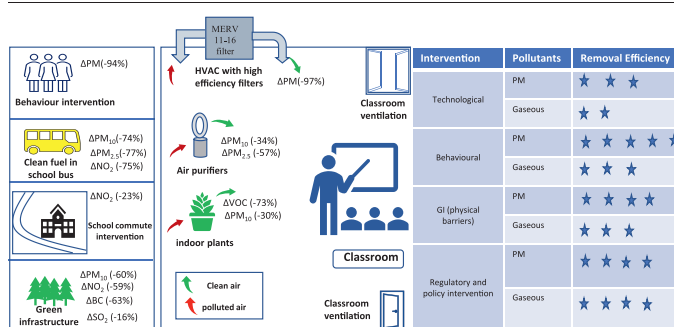 MERV
11-16
filter
ΔPM(-94%)
Behaviour intervention
ΔPM₁₀(-74%)
ΔPM₂.₅(-77%)
ΔNO₂ (-75%)
Clean fuel in
school bus
ΔNO₂ (-23%)
School commute
intervention
ΔPM₁₀ (-60%)
ΔNO₂ (-59%)
ΔBC (-63%)
ΔSO₂ (-16%)
Green
infrastructure
HVAC with high
efficiency filters
ΔPM(-97%)
Classroom
ventilation
ΔPM₁₀ (-34%)
ΔPM₂.₅ (-57%)
Air purifiers
ΔVOC (-73%)
ΔPM₁₀ (-30%)
indoor plants
Classroom
Clean air
polluted air
Classroom
ventilation
Intervention Pollutants Removal Efficiency
Technological
PM
Gaseous
Behavioural
PM
Gaseous
GI (physical
barriers)
PM
Gaseous
Regulatory and
policy intervention
PM
Gaseous